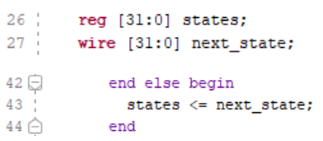 26 reg [31:0] states;
27 wire [31:0] next_state;
42 end else begin
43 states <= next_state;
44 end